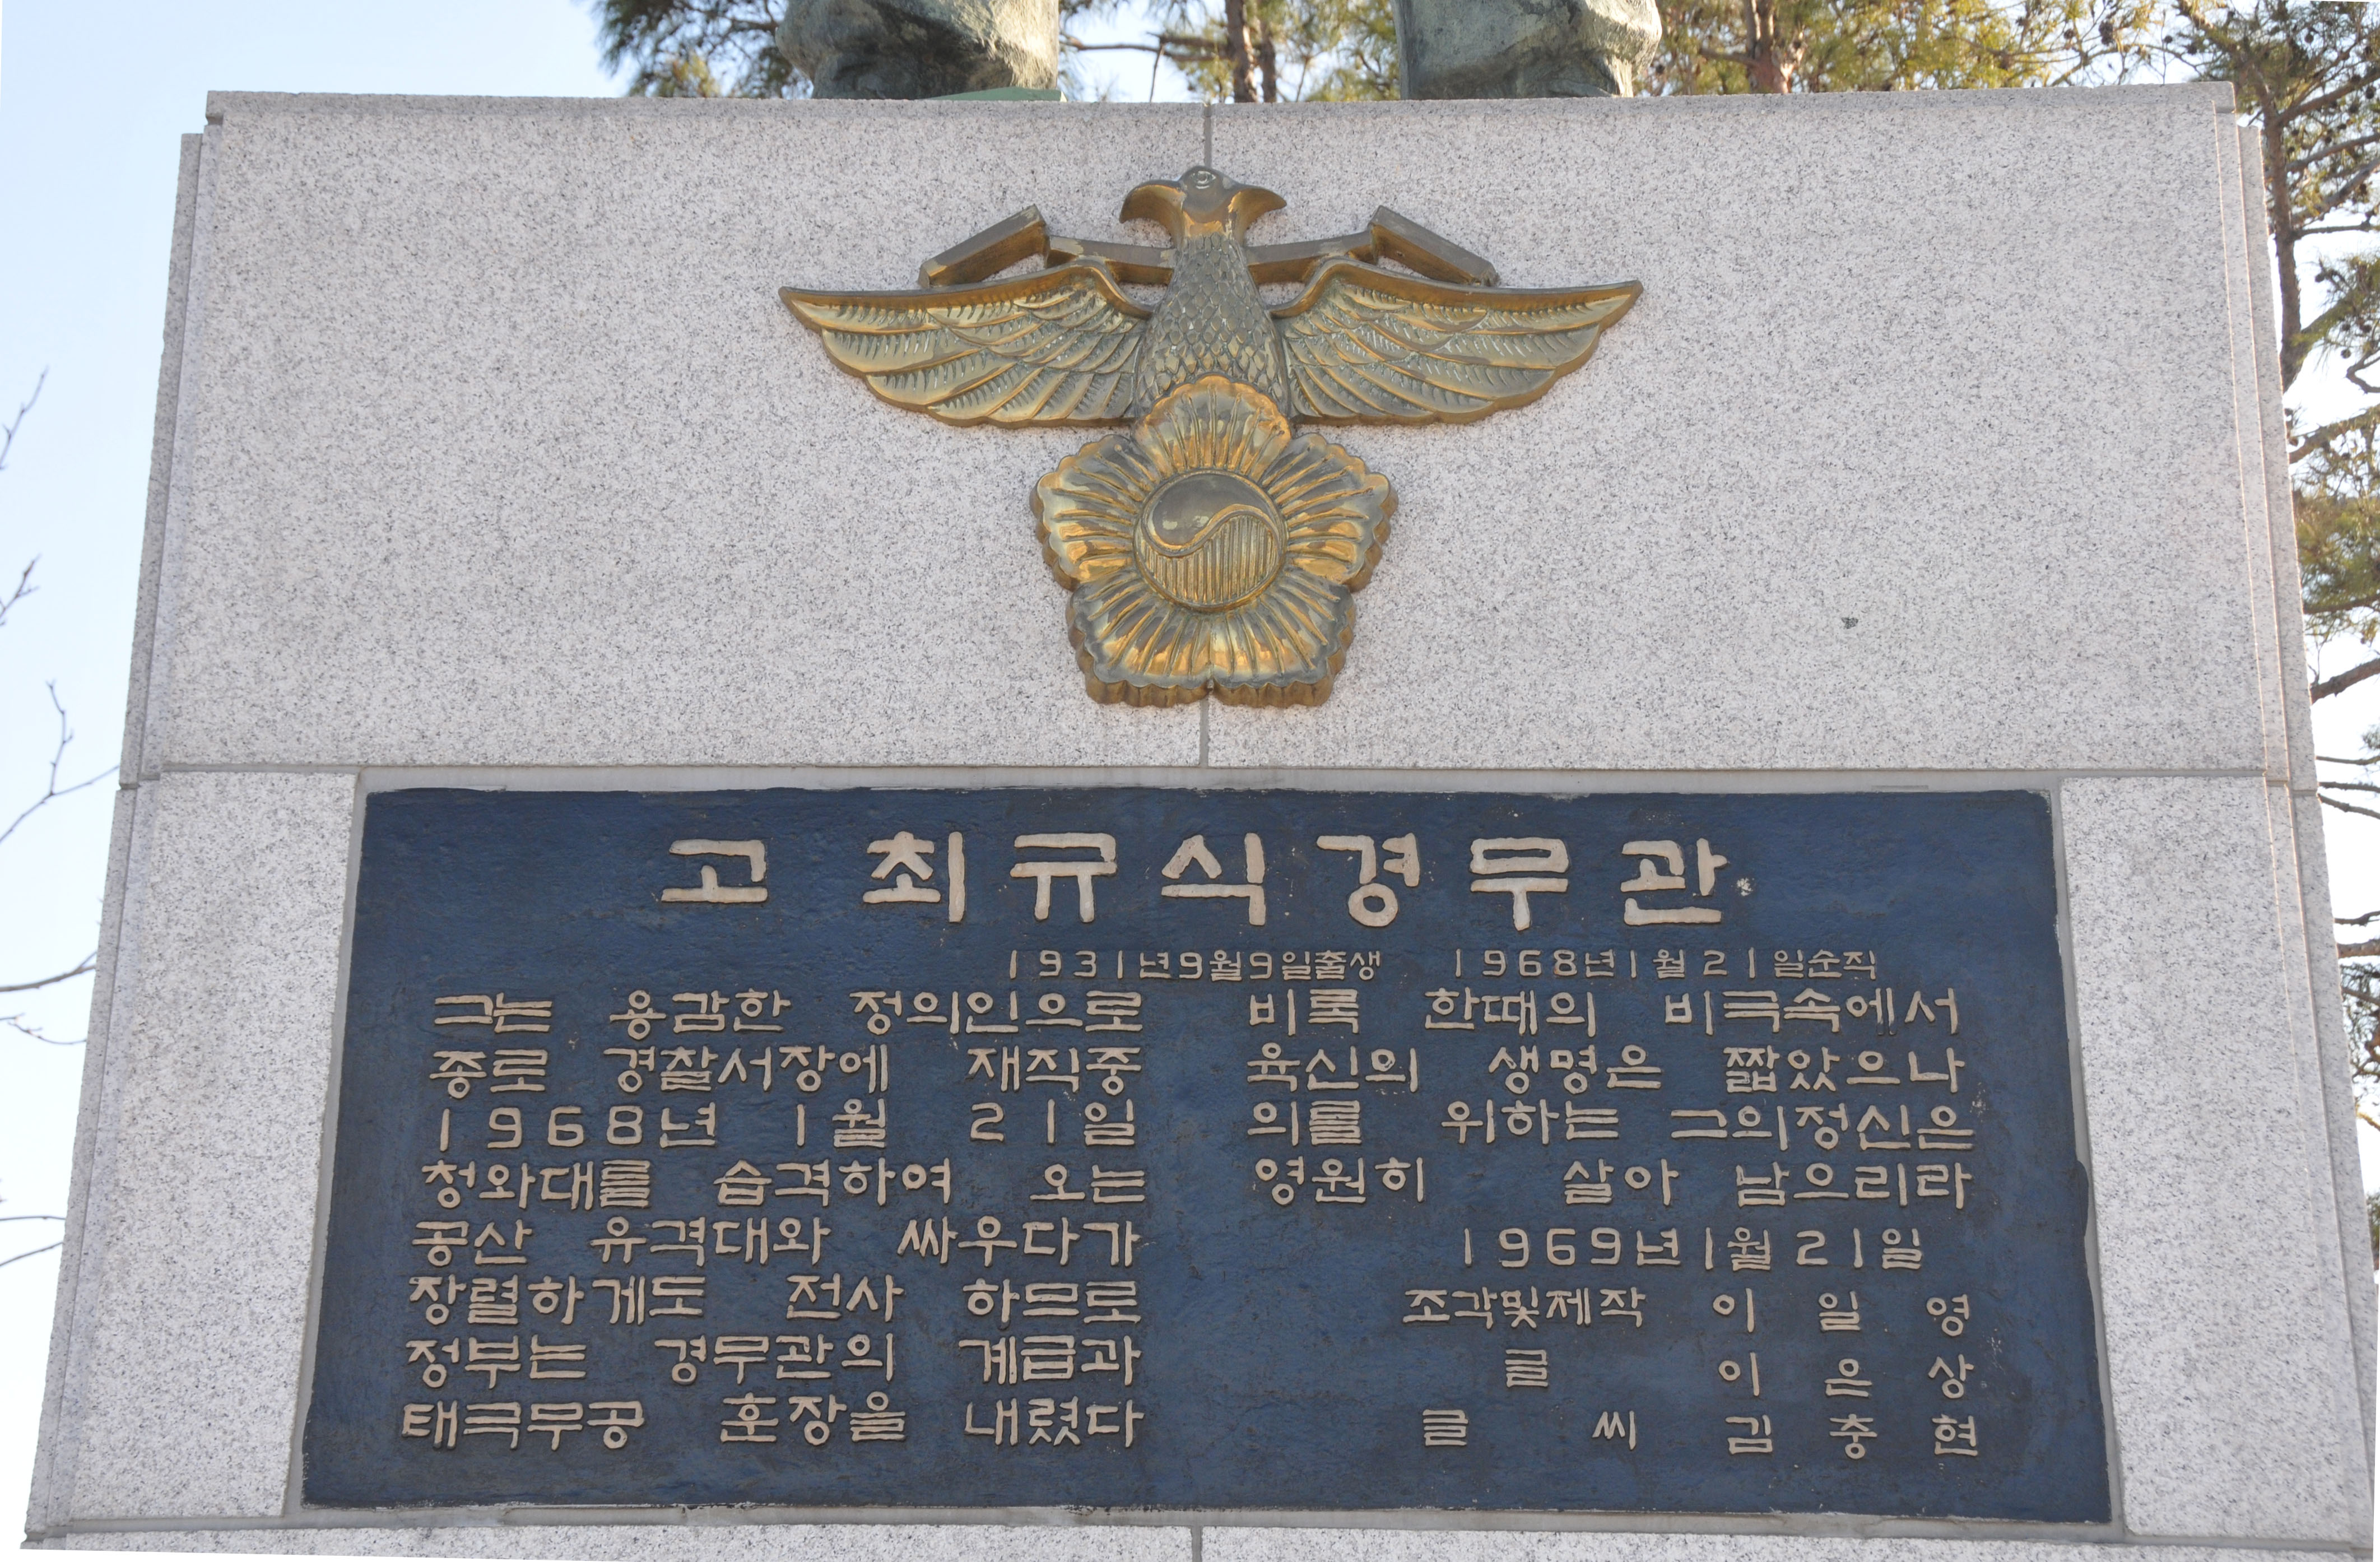 고 최규식경무관
1931년9월9일출생 1968년1월21일순직
그는 용감한 정의인으로
종로 경찰서장에 재직중
1968년 1월 21일
청와대를 습격하여 오는
공산 유격대와 싸우다가
장렬하게도 전사 하므로
정부는 경무관의 계급과
태극무공 훈장을 내렸다
비록 한때의 비극속에서
육신의 생명은 짧았으나
의를 위하는 그의정신은
영원히 살아 남으리라
1969년1월21일
조각및제작 이 일 영
글 이 은 상
글 씨 김 충 현